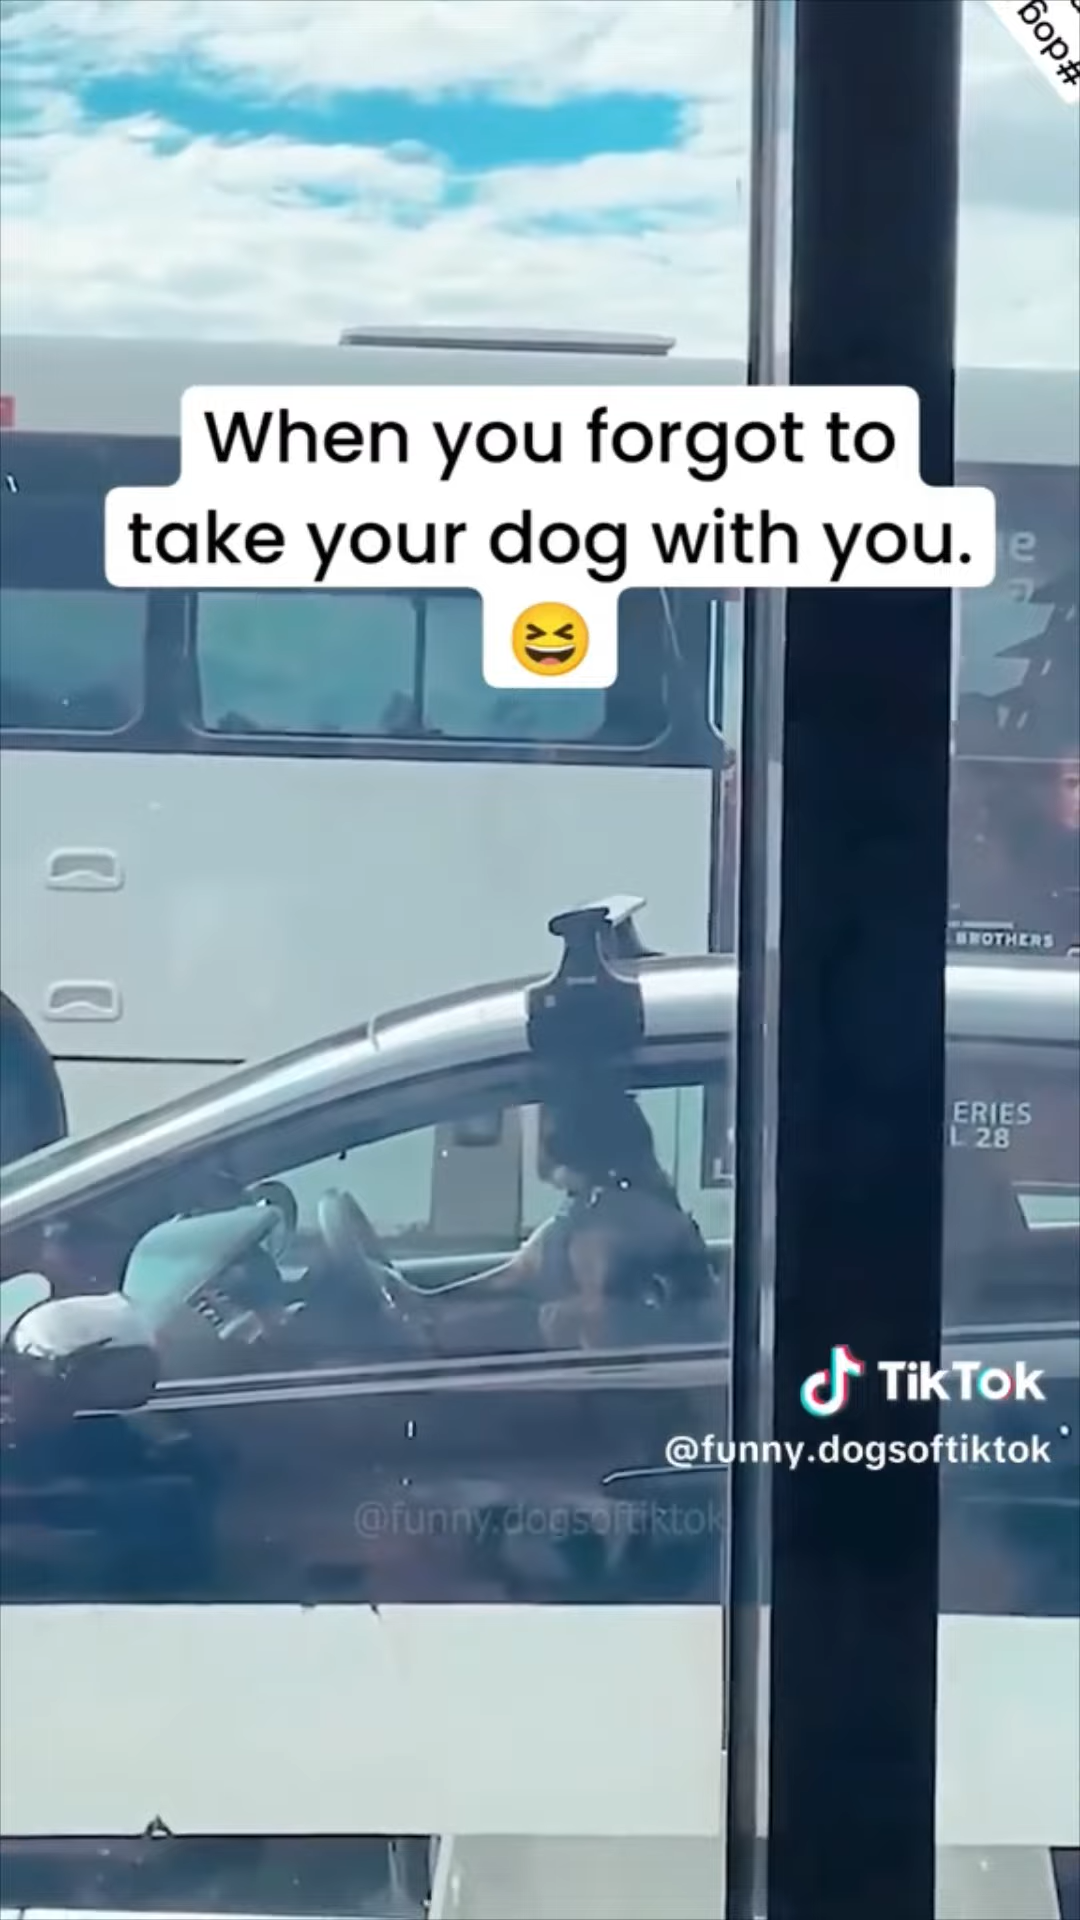 #dog
When you forgot to
take your dog with you.
😆
BROTHERS
ERIES
L 28
TikTok
@funny.dogsoftiktok
@funny.dogsoftiktok